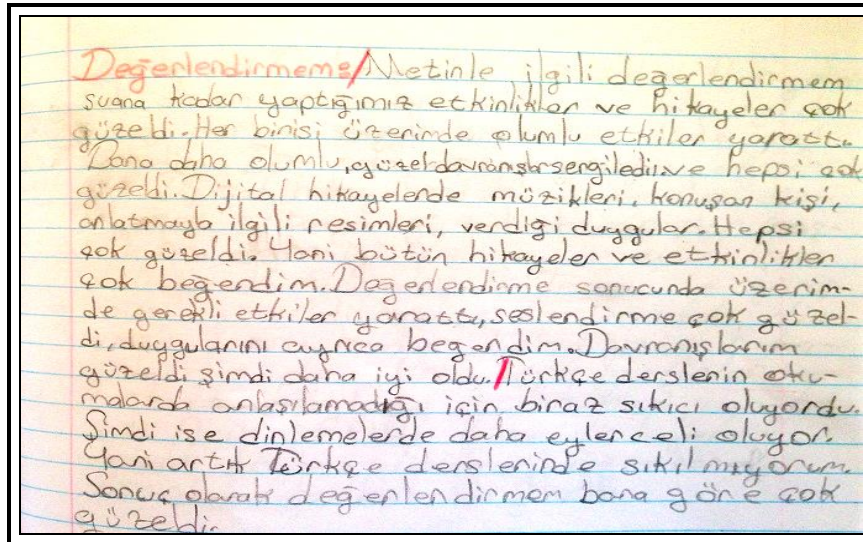 Değerlendirmem:/Metinle ilgili değerlendirmem
şuana kadar yaptığımız etkinlikler ve hikayeler çok
güzeldi. Her birisi üzerimde olumlu etkiler yarattı.
Bana daha olumlu, güzel davranışlar sergiledi. ve hepsi çok
güzeldi. Dijital hikayelerde müzikleri, konuşan kişi,
anlatmayla ilgili resimleri, verdiği duygular. Hepsi
çok güzeldi. Yani bütün hikayeler ve etkinlikler
çok beğendim. Değerlendirme sonucunda üzerim-
de gerekli etkiler yarattı, seslendirme çok güzel-
di, duygularını ayrıca beğendim. Davranışlarım
güzeldi şimdi daha iyi oldu./Türkçe derslerin oku-
malarda anlaşılamadığı için biraz sıkıcı oluyordu.
Şimdi ise dinlemelerde daha eylenceli oluyor.
Yani artık Türkçe derslerinde sıkılmıyorum.
Sonuç olarak değerlendirmem bana göre çok
güzeldi.